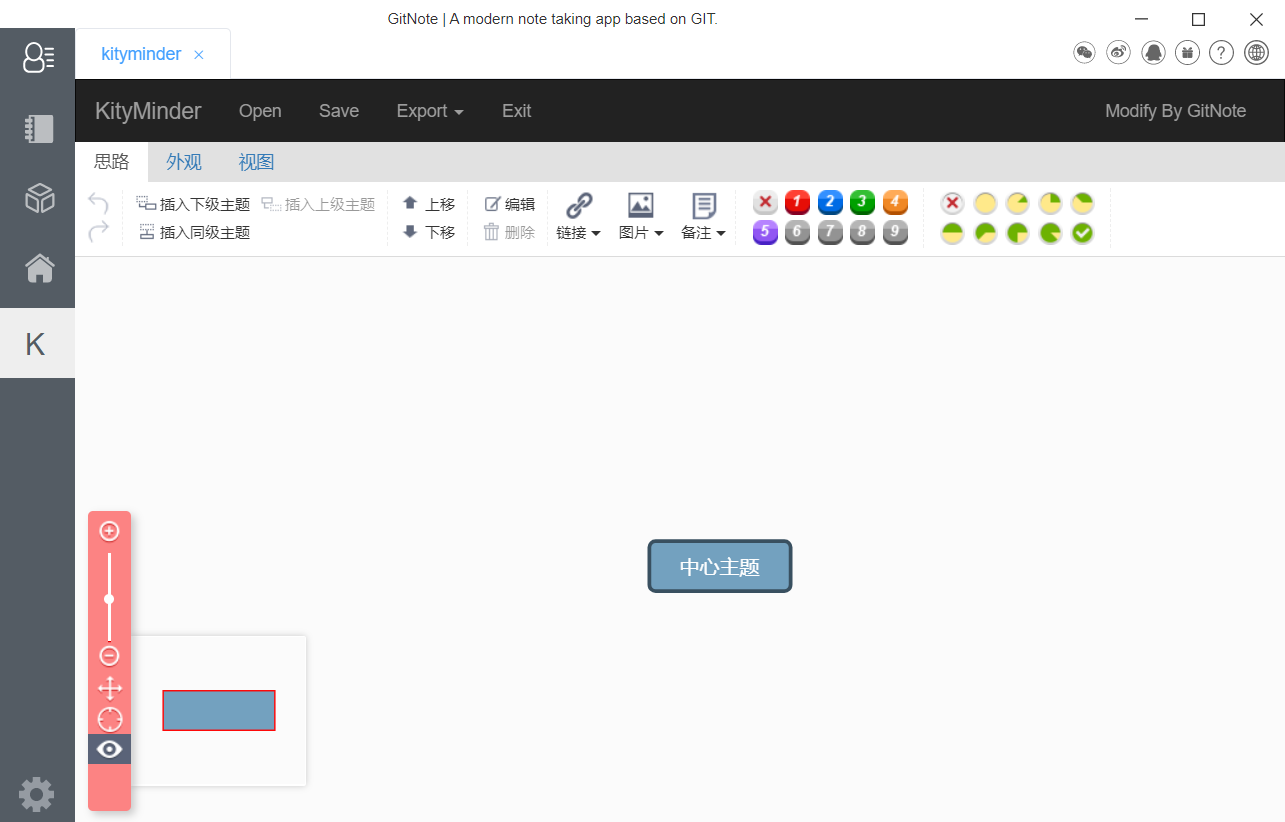 GitNote | A modern note taking app based on GIT.
kityminder ×
KityMinder Open Save Export Exit Modify By GitNote
思路 外观 视图
插入下级主题 插入上级主题 上移 编辑
插入同级主题 下移 删除 链接 图片 备注
1 2 3 4
5 6 7 8 9
K
中心主题